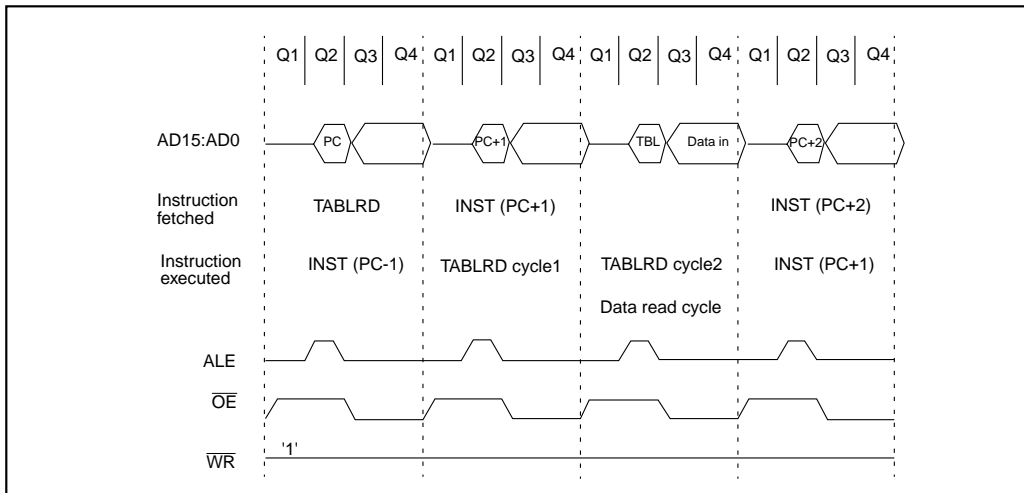 Q1 Q2 Q3 Q4 Q1 Q2 Q3 Q4 Q1 Q2 Q3 Q4 Q1 Q2 Q3 Q4
AD15:AD0 PC PC+1 TBL Data in PC+2
Instruction
fetched
TABLRD INST (PC+1) INST (PC+2)
Instruction
executed
INST (PC-1) TABLRD cycle1 TABLRD cycle2 INST (PC+1)
Data read cycle
ALE
OE
'1'
WR